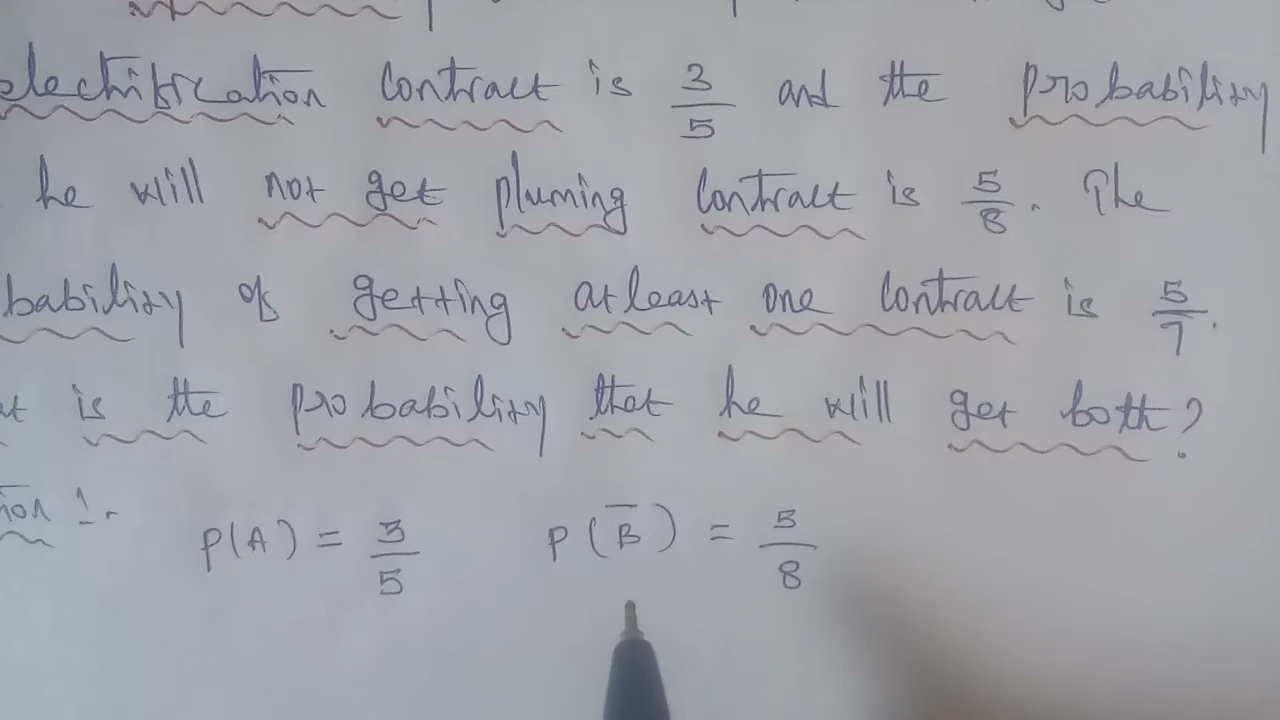 electrification contract is 3/5 and the probability
he will not get pluming contract is 5/8. The
bability of getting atleast one contract is 5/7.
at is the probability that he will get both?
ion :- P(A) = 3/5 P(B̅) = 5/8